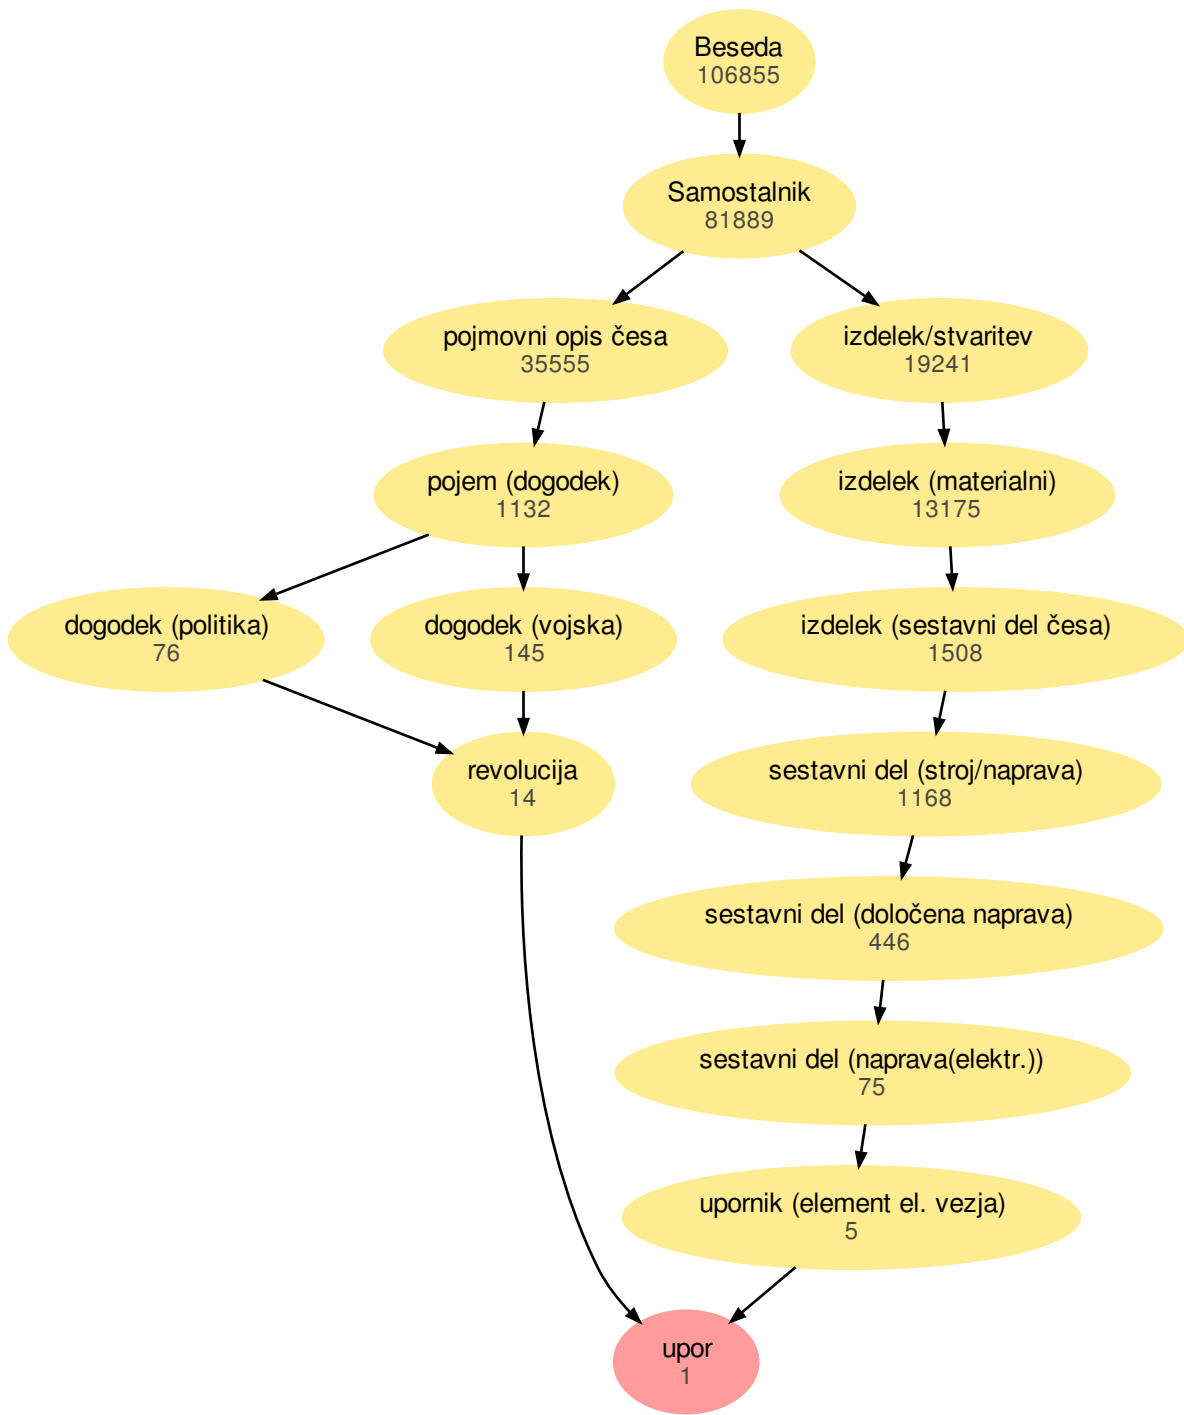 Beseda
106855
Samostalnik
81889
pojmovni opis česa
35555
izdelek/stvaritev
19241
pojem (dogodek)
1132
izdelek (materialni)
13175
dogodek (politika)
76
dogodek (vojska)
145
izdelek (sestavni del česa)
1508
revolucija
14
sestavni del (stroj/naprava)
1168
sestavni del (določena naprava)
446
sestavni del (naprava(elektr.))
75
upornik (element el. vezja)
5
upor
1